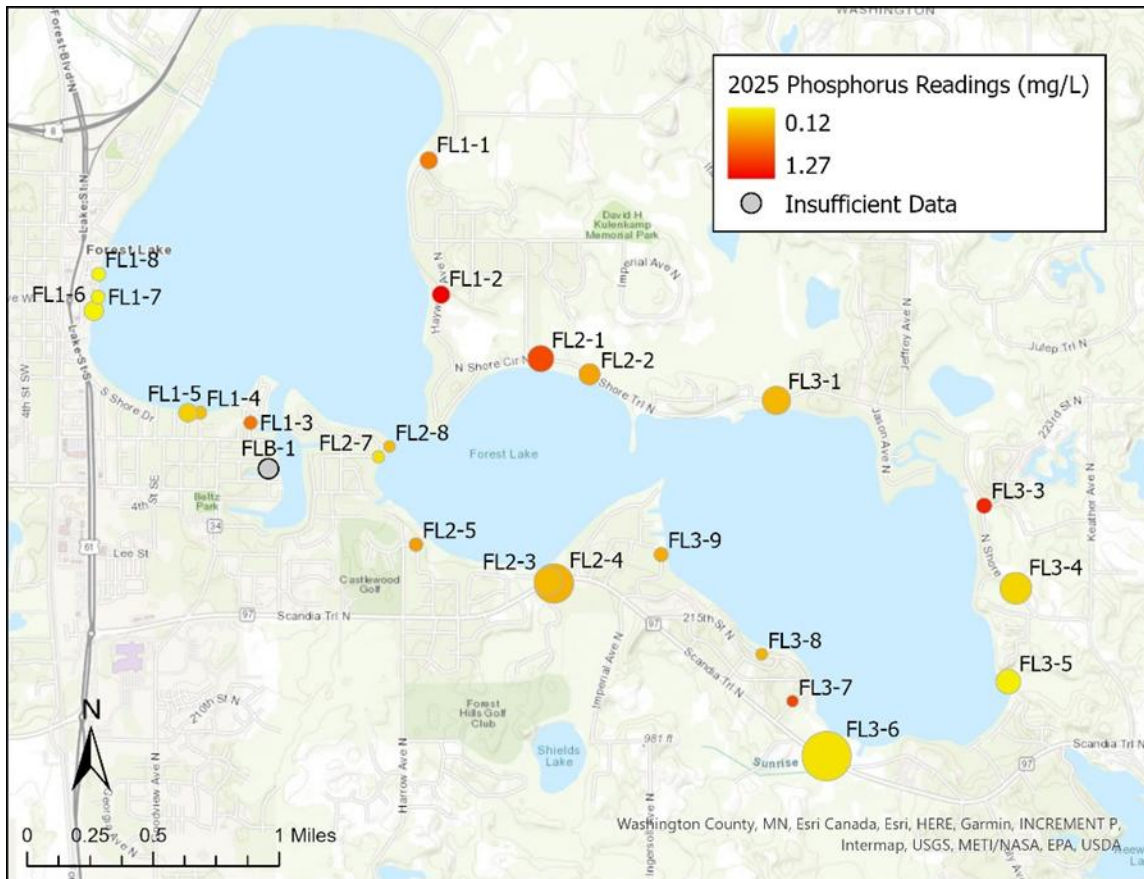 WASHINGTON
Forest Blvd N
Forest-Blv
8
Lake St N
2025 Phosphorus Readings (mg/L)
0.12
1.27
Insufficient Data
FL1-1
David H
Kulenkamp
Memorial Park
Imperial Ave N
Forest Lake
FL1-8
FL1-6
FL1-7
FL1-2
Jeffrey Ave N
Julep Trl N
Lake St S
4th St SW
S Shore Dr
N Shore Cir N
FL2-1
FL2-2
Shore Trl N
FL3-1
Jason Ave N
223rd St N
FL1-5
FL1-4
FL1-3
FLB-1
FL2-7
FL2-8
Forest Lake
Beltz
Park
4th St SE
34
61
Lee St
FL3-3
N Shore
Keather Ave N
FL2-5
Castlewood
Golf
FL2-3
FL2-4
FL3-9
FL3-4
Scandia Trl N
97
97
215th St N
Scandia Trl N
FL3-8
FL3-7
FL3-5
210th St N
Forest
Hills Golf
Club
Imperial Ave N
Shields
Lake
981 ft
Sunrise
FL3-6
Scandia Trl N
97
N
Harrow Ave N
0
0.25
0.5
1 Miles
Washington County, MN, Esri Canada, Esri, HERE, Garmin, INCREMENT P,
Intermap, USGS, METI/NASA, EPA, USDA